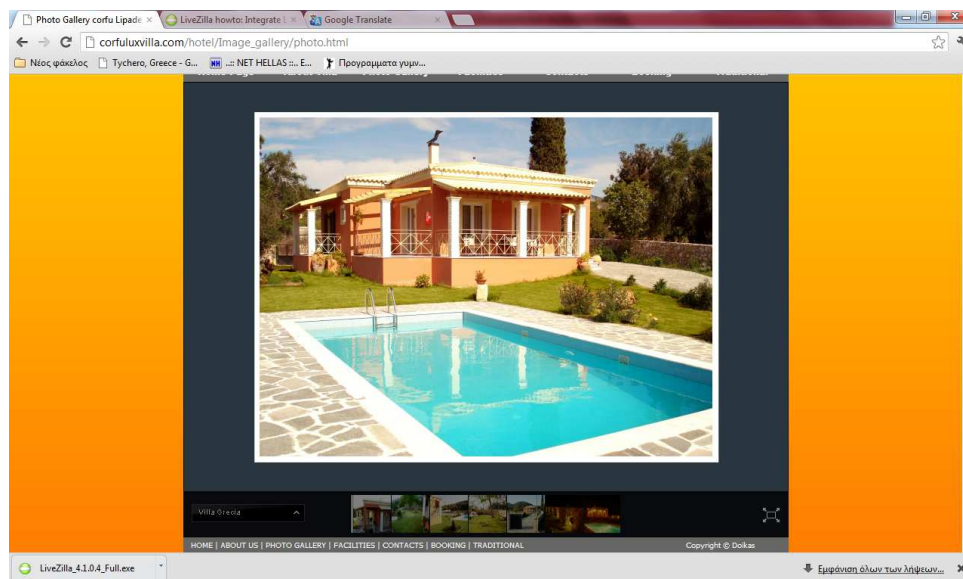 Photo Gallery corfu Lipade
LiveZilla howto: Integrate L
Google Translate
corfuluxvilla.com/hotel/Image_gallery/photo.html
Νέος φάκελος
Tychero, Greece - G...
..:: NET HELLAS ::.. E...
Προγραμματα γυμν...
Villa Grecia
HOME | ABOUT US | PHOTO GALLERY | FACILITIES | CONTACTS | BOOKING | TRADITIONAL
Copyright © Doikas
LiveZilla_4.1.0.4_Full.exe
Εμφάνιση όλων των λήψεων...